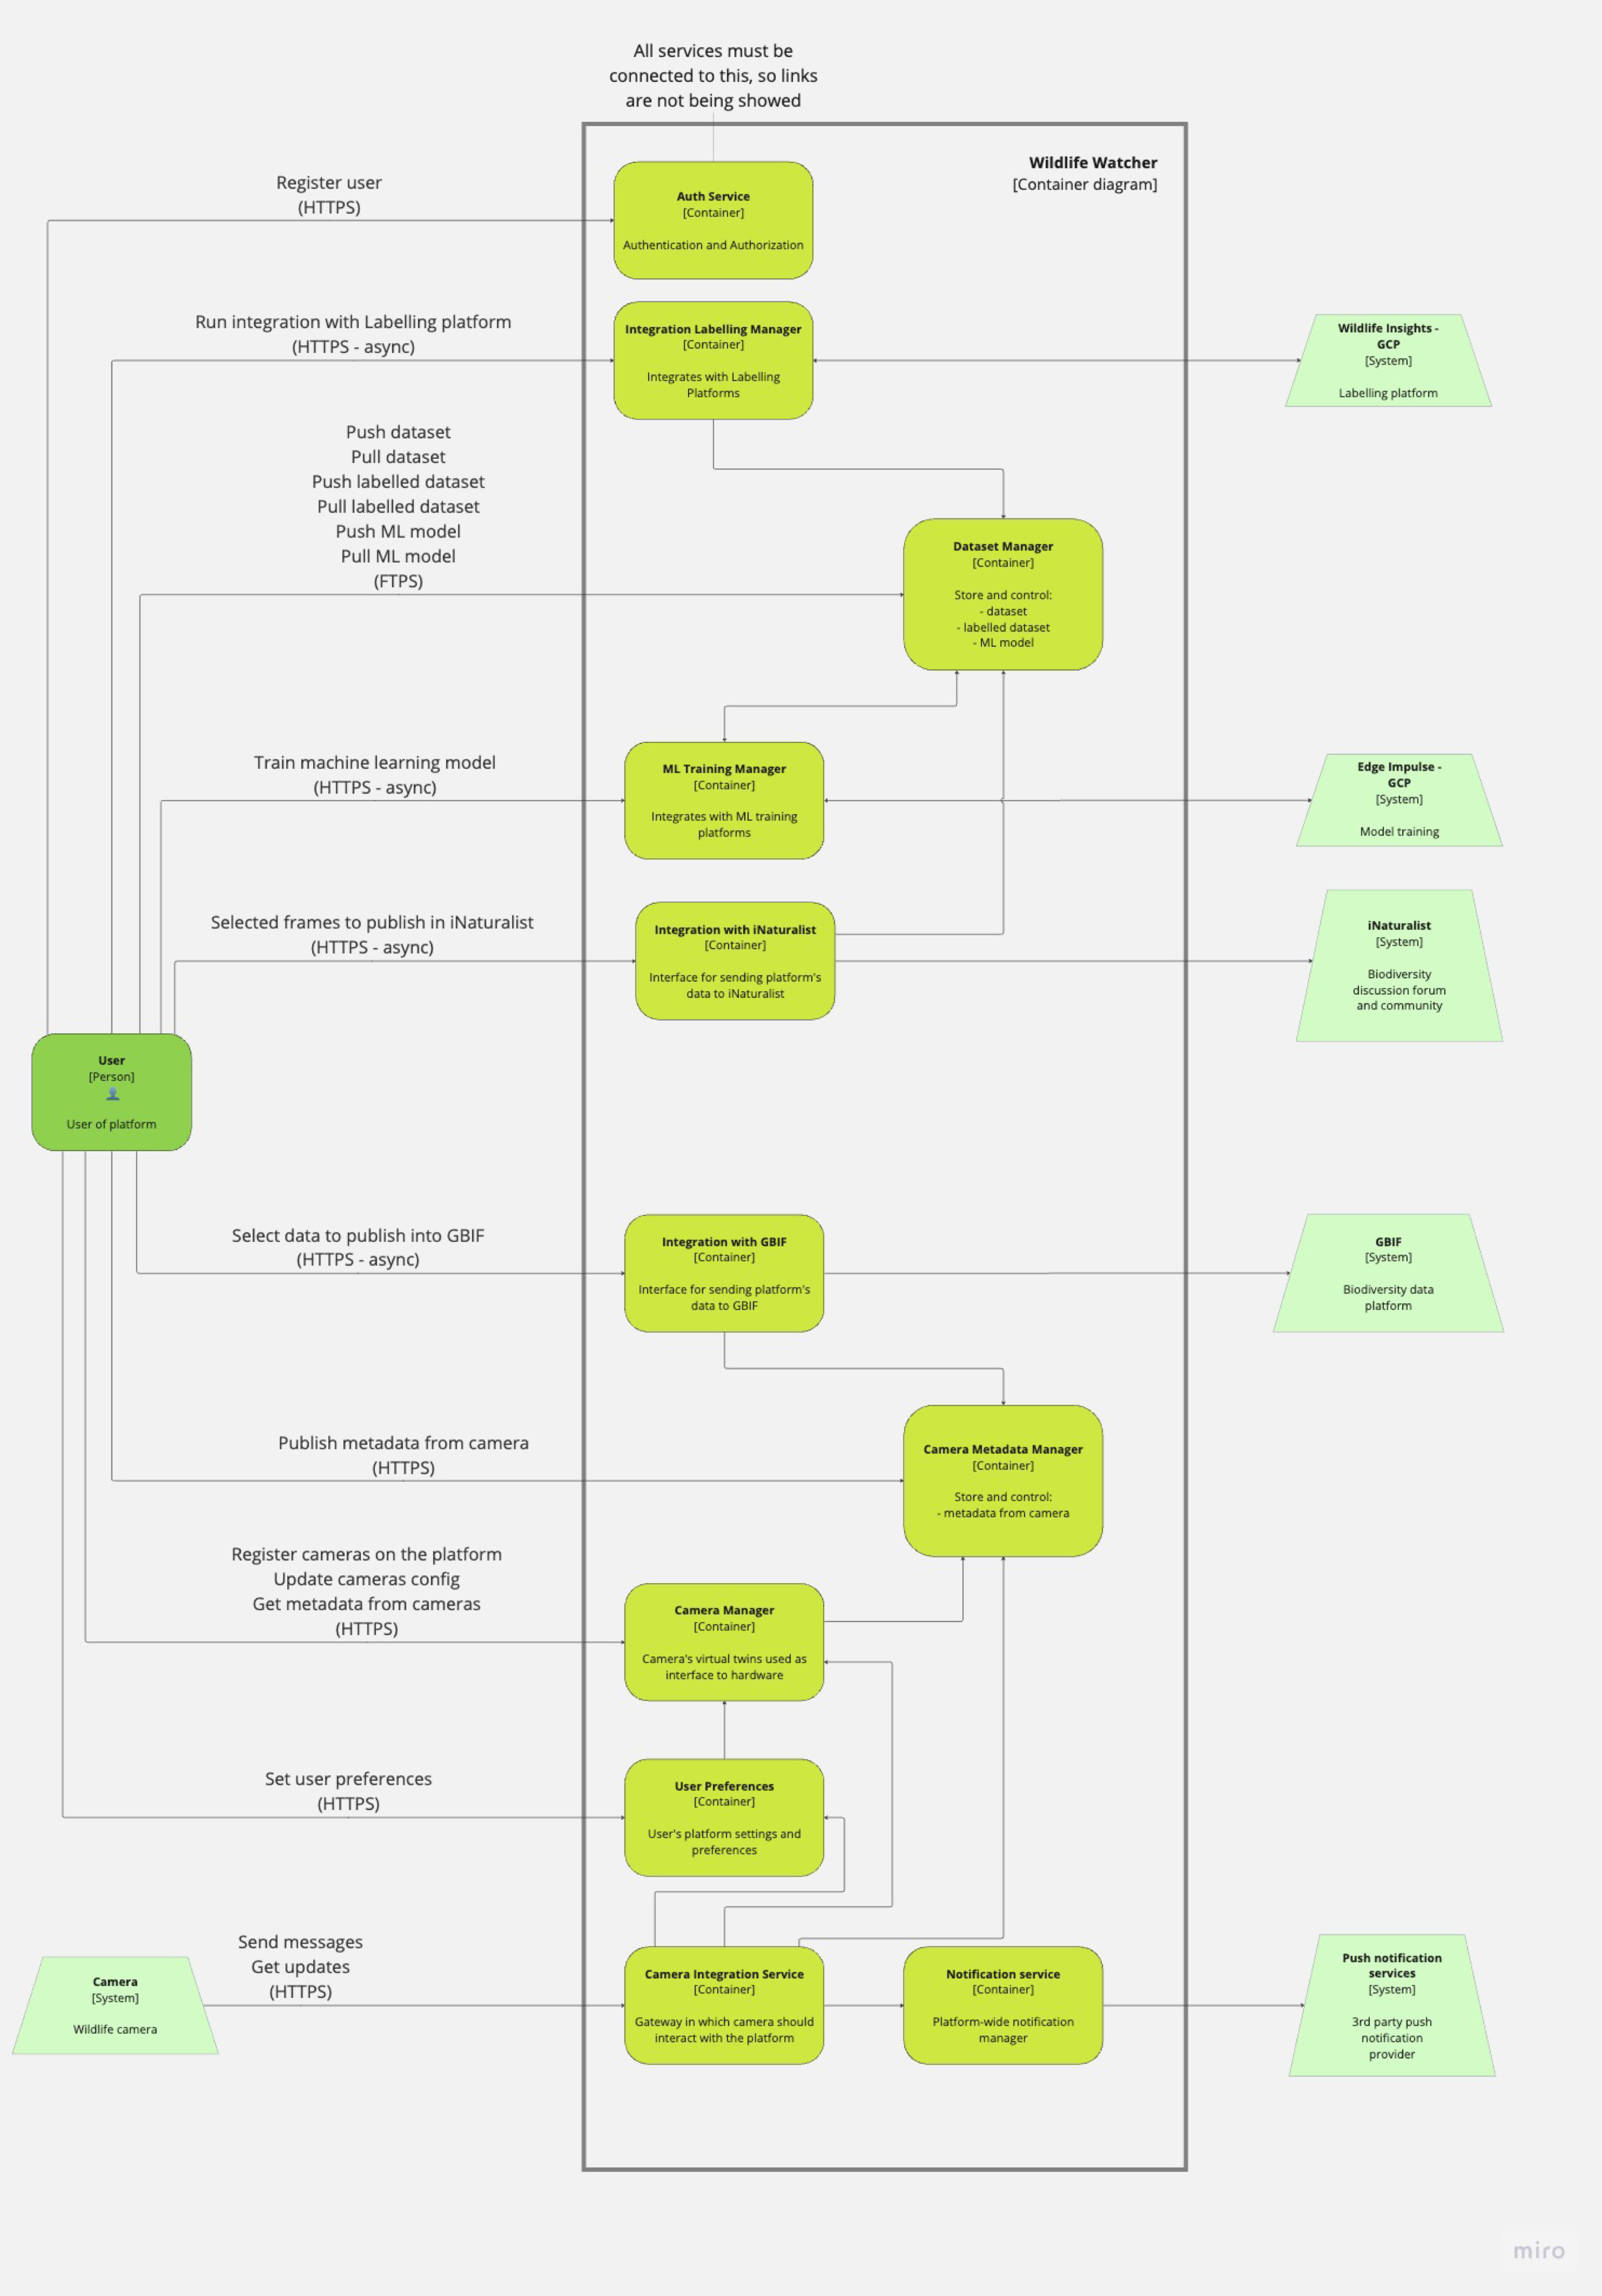 All services must be
connected to this, so links
are not being showed
Wildlife Watcher
[Container diagram]
Register user
(HTTPS)
Auth Service
[Container]
Authentication and Authorization
Run integration with Labelling platform
(HTTPS - async)
Integration Labelling Manager
[Container]
Integrates with Labelling
Platforms
Wildlife Insights -
GCP
[System]
Labelling platform
Push dataset
Pull dataset
Push labelled dataset
Pull labelled dataset
Push ML model
Pull ML model
(FTPS)
Dataset Manager
[Container]
Store and control:
- dataset
- labelled dataset
- ML model
Train machine learning model
(HTTPS - async)
ML Training Manager
[Container]
Integrates with ML training
platforms
Edge Impulse -
GCP
[System]
Model training
Selected frames to publish in iNaturalist
(HTTPS - async)
Integration with iNaturalist
[Container]
Interface for sending platform's
data to iNaturalist
iNaturalist
[System]
Biodiversity
discussion forum
and community
User
[Person]
User of platform
Select data to publish into GBIF
(HTTPS - async)
Integration with GBIF
[Container]
Interface for sending platform's
data to GBIF
GBIF
[System]
Biodiversity data
platform
Publish metadata from camera
(HTTPS)
Camera Metadata Manager
[Container]
Store and control:
- metadata from camera
Register cameras on the platform
Update cameras config
Get metadata from cameras
(HTTPS)
Camera Manager
[Container]
Camera's virtual twins used as
interface to hardware
Set user preferences
(HTTPS)
User Preferences
[Container]
User's platform settings and
preferences
Camera
[System]
Wildlife camera
Send messages
Get updates
(HTTPS)
Camera Integration Service
[Container]
Gateway in which camera should
interact with the platform
Notification service
[Container]
Platform-wide notification
manager
Push notification
services
[System]
3rd party push
notification
provider
miro